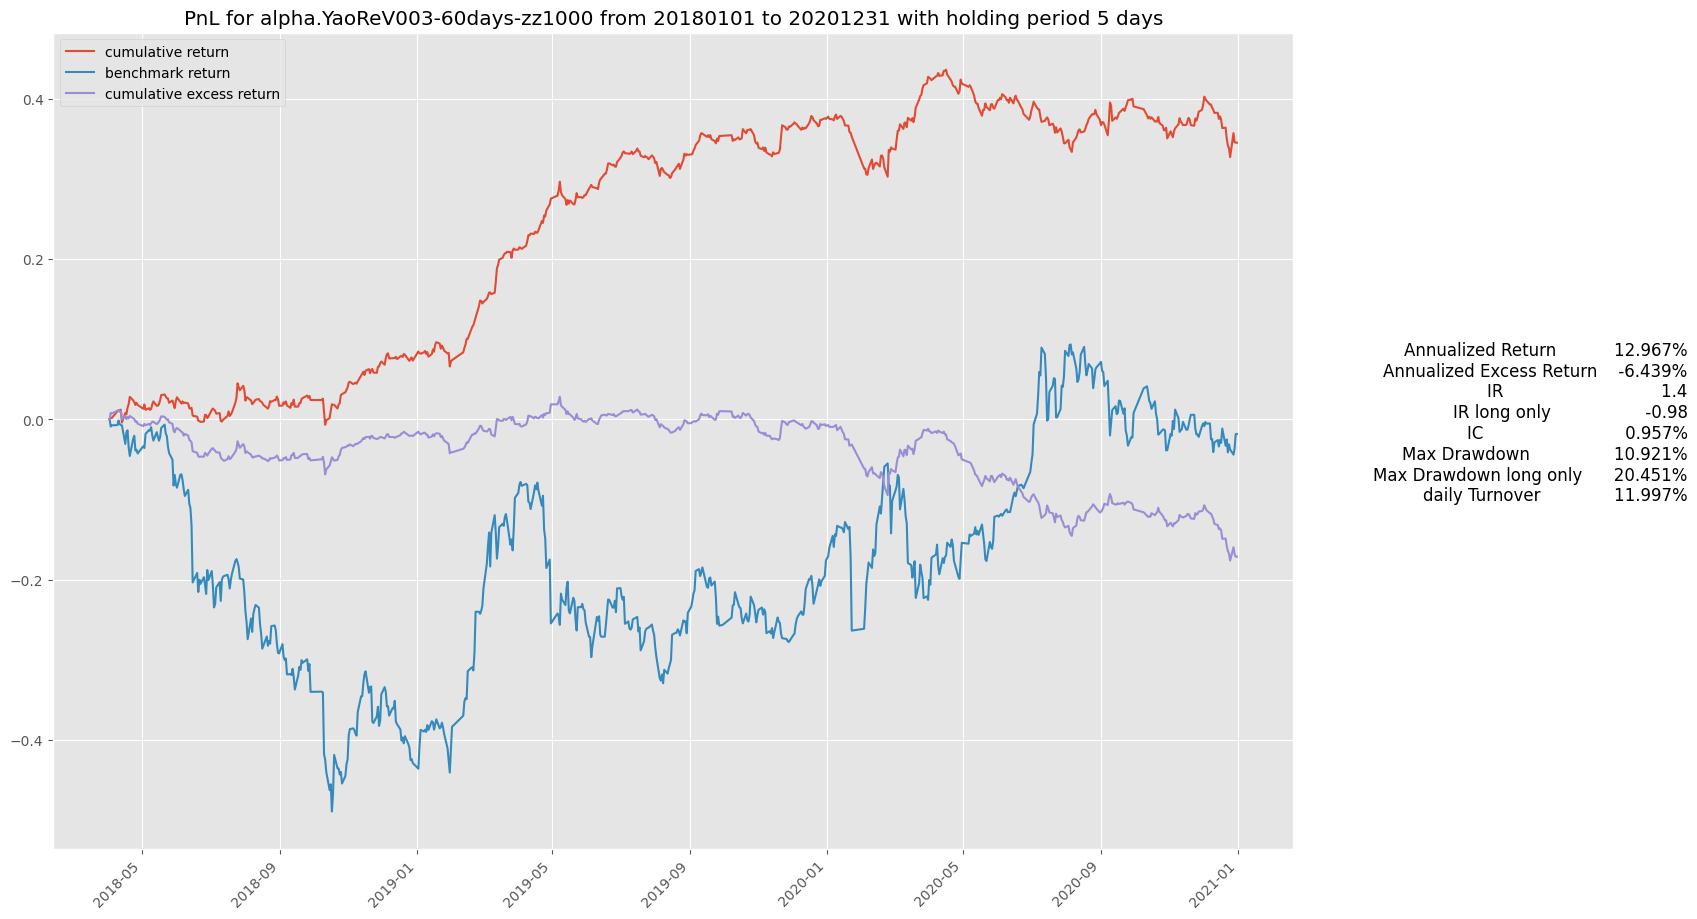 PnL for alpha.YaoReV003-60days-zz1000 from 20180101 to 20201231 with holding period 5 days
cumulative return
benchmark return
cumulative excess return
0.4
0.2
0.0
−0.2
−0.4
2018-05
2018-09
2019-01
2019-05
2019-09
2020-01
2020-05
2020-09
2021-01
Annualized Return 12.967%
Annualized Excess Return -6.439%
IR 1.4
IR long only -0.98
IC 0.957%
Max Drawdown 10.921%
Max Drawdown long only 20.451%
daily Turnover 11.997%